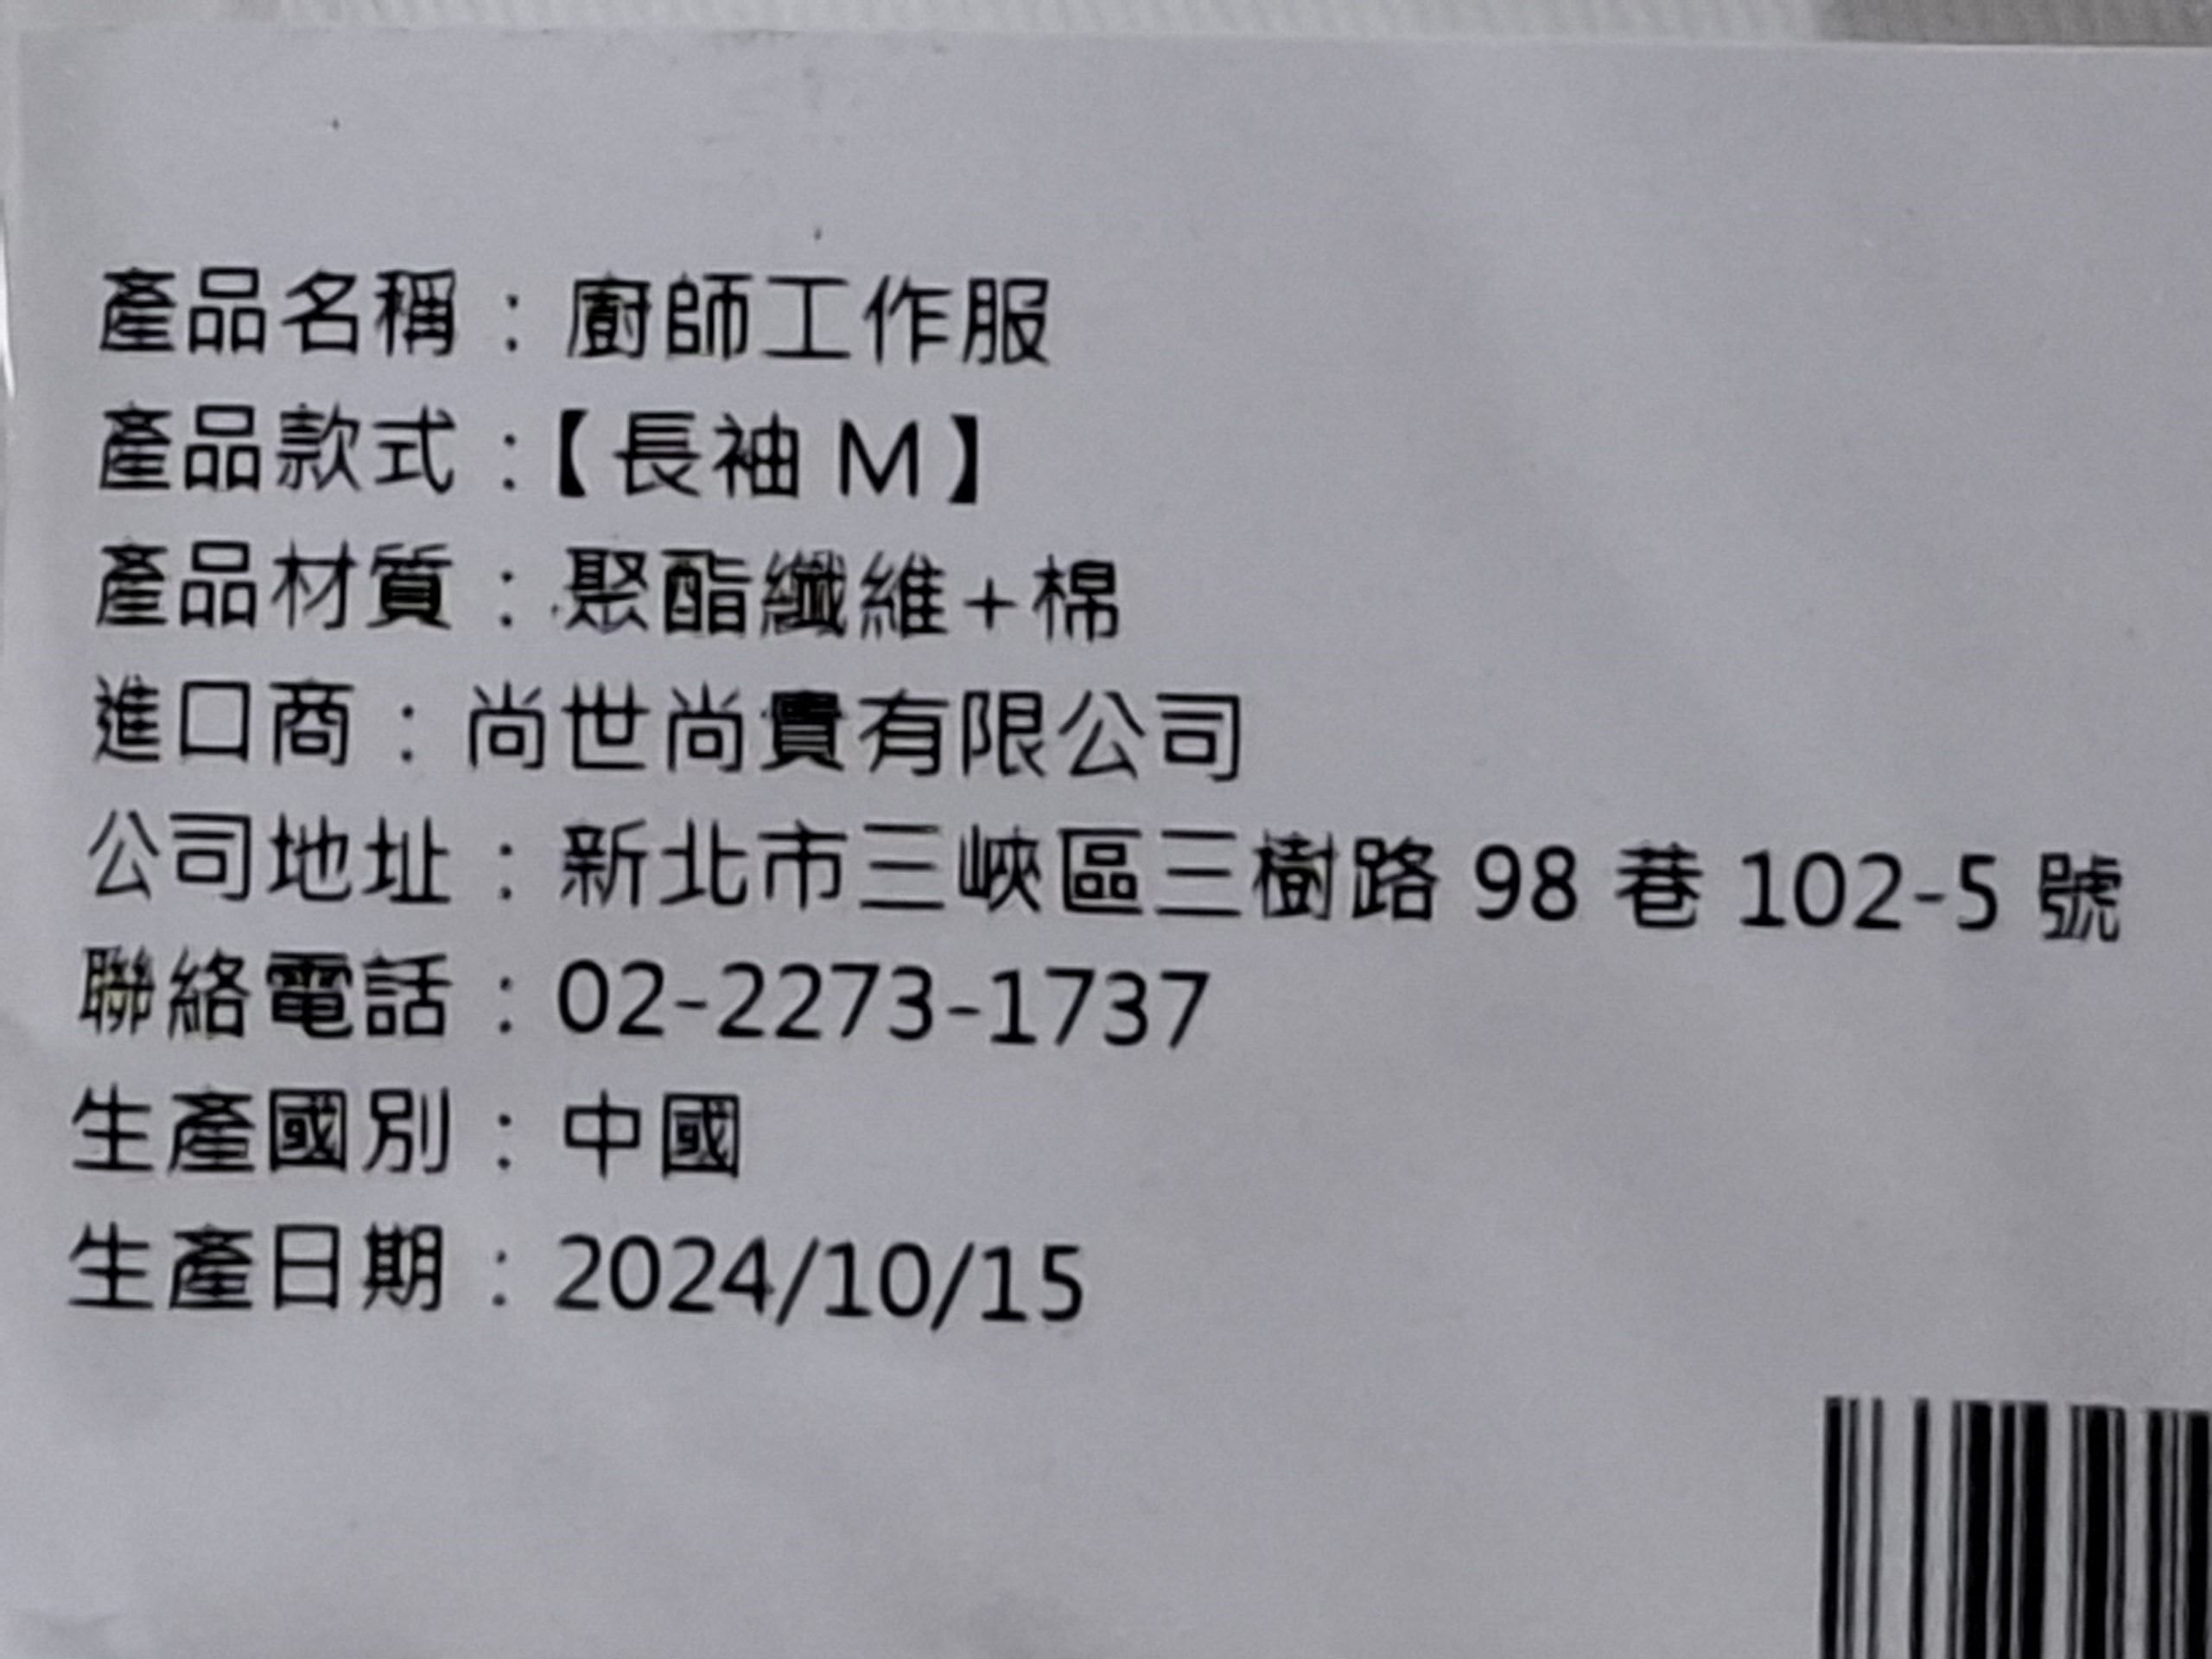 產品名稱：廚師工作服
產品款式：【長袖 M】
產品材質：聚酯纖維+棉
進口商：尚世尚貴有限公司
公司地址：新北市三峽區三樹路 98 巷 102-5 號
聯絡電話：02-2273-1737
生產國別：中國
生產日期：2024/10/15